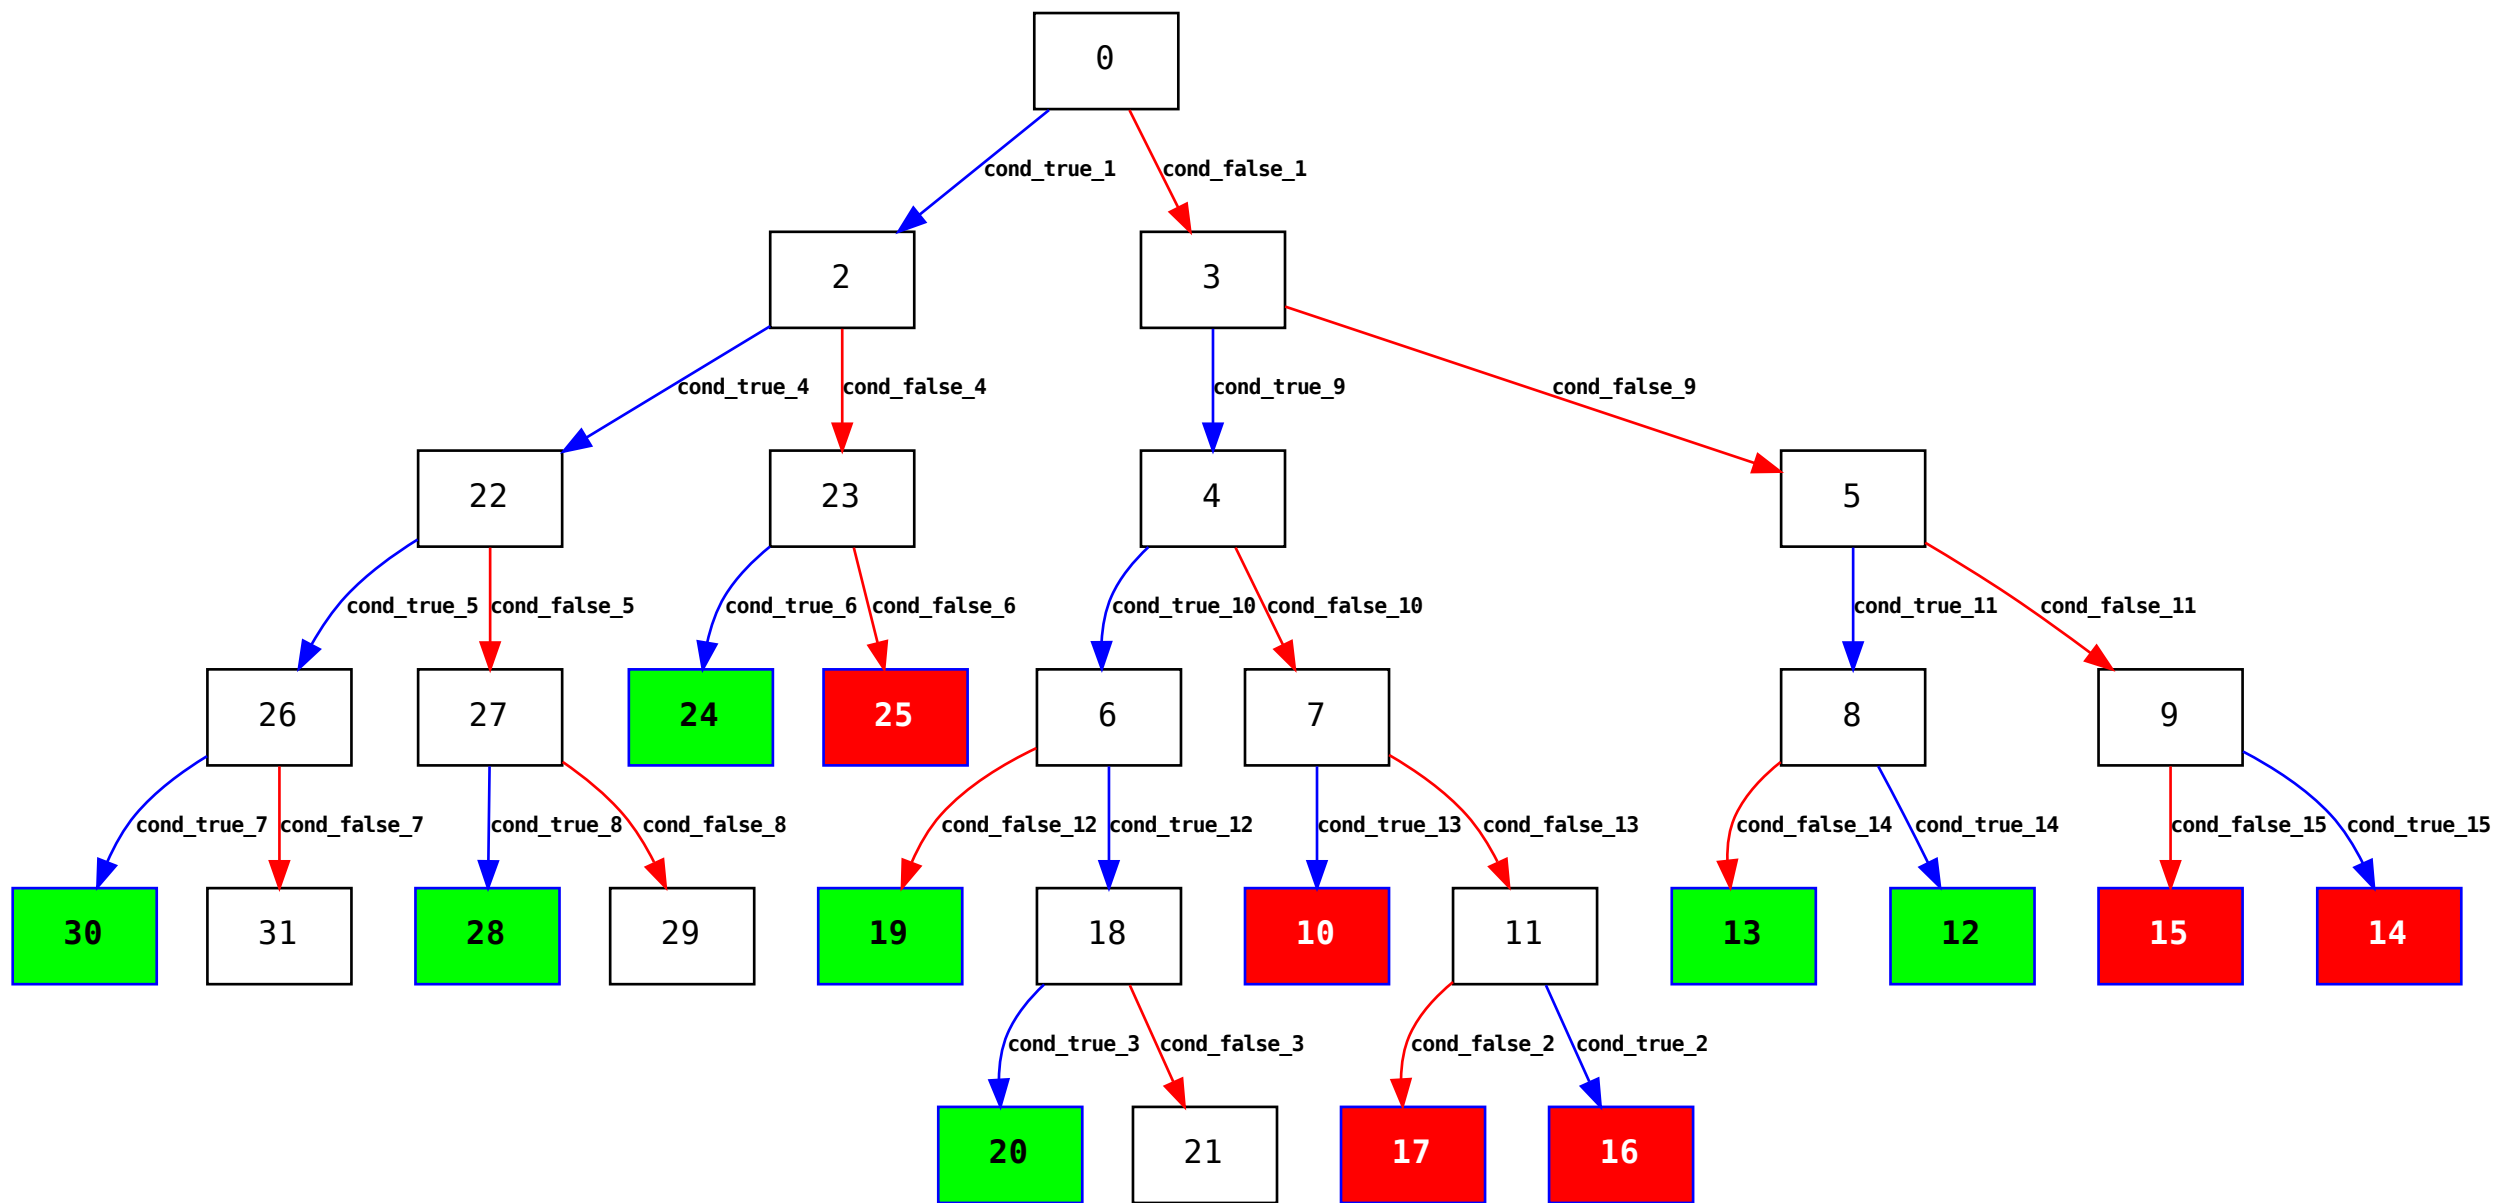 0
cond_true_1 cond_false_1
2 3
cond_true_4 cond_false_4 cond_true_9 cond_false_9
22 23 4 5
cond_true_5 cond_false_5 cond_true_6 cond_false_6 cond_true_10 cond_false_10 cond_true_11 cond_false_11
26 27 24 25 6 7 8 9
cond_true_7 cond_false_7 cond_true_8 cond_false_8 cond_false_12 cond_true_12 cond_true_13 cond_false_13 cond_false_14 cond_true_14 cond_false_15 cond_true_15
30 31 28 29 19 18 10 11 13 12 15 14
cond_true_3 cond_false_3 cond_false_2 cond_true_2
20 21 17 16